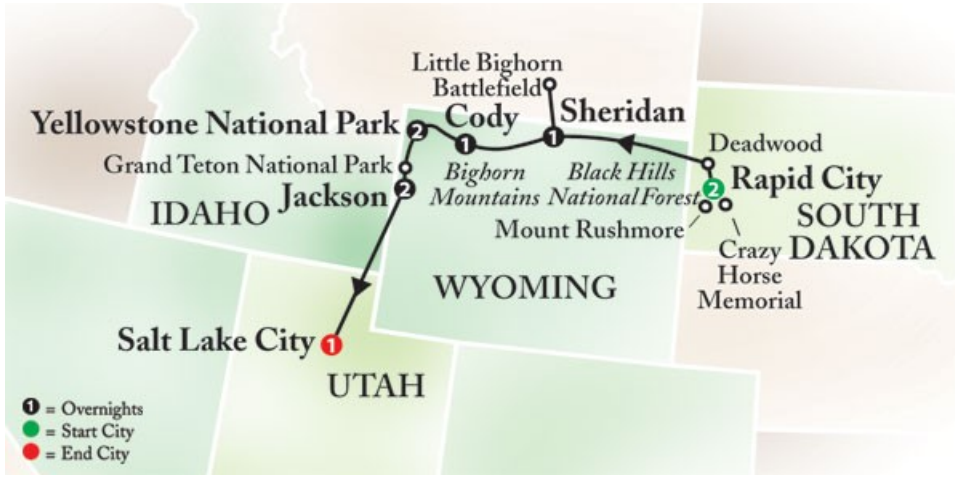 Little Bighorn
Battlefield
Sheridan
Cody
Yellowstone National Park
2
1
1
Deadwood
Grand Teton National Park
Bighorn
Mountains
Black Hills
National Forest
2
Rapid City
Jackson
2
IDAHO
SOUTH
DAKOTA
Mount Rushmore
Crazy
Horse
Memorial
WYOMING
Salt Lake City
1
UTAH
1 = Overnights
= Start City
= End City